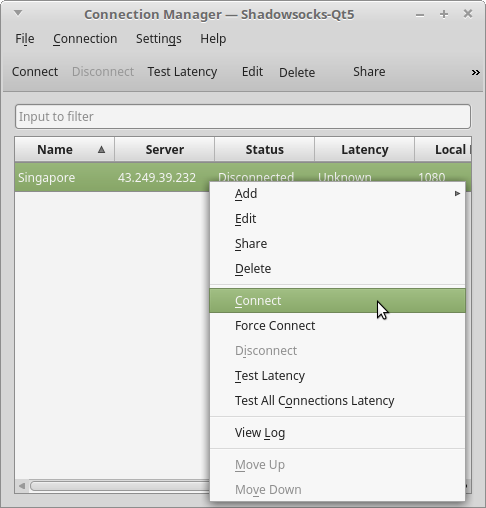 Connection Manager — Shadowsocks-Qt5
File Connection Settings Help
Connect Disconnect Test Latency Edit Delete Share »
Input to filter
Name Server Status Latency Local
Singapore 43.249.39.232 Disconnected Unknown 1080
Add
Edit
Share
Delete
Connect
Force Connect
Disconnect
Test Latency
Test All Connections Latency
View Log
Move Up
Move Down